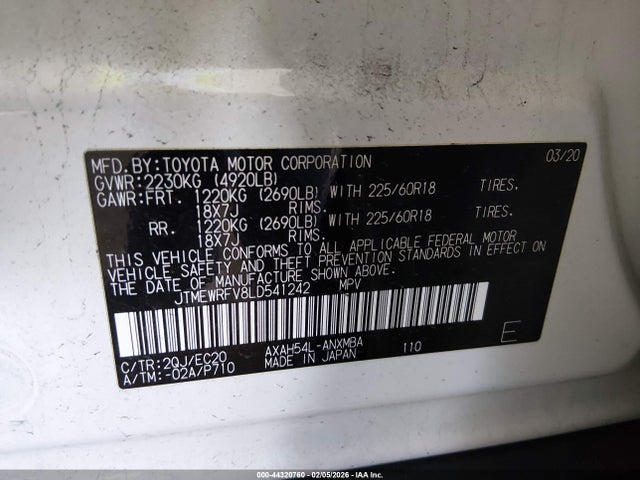 MFD.BY:TOYOTA MOTOR CORPORATION 03/20
GVWR:2230KG (4920LB)
GAWR:FRT. 1220KG (2690LB) WITH 225/60R18 TIRES.
18X7J RIMS.
RR. 1220KG (2690LB) WITH 225/60R18 TIRES.
18X7J RIMS.
THIS VEHICLE CONFORMS TO ALL APPLICABLE FEDERAL MOTOR
VEHICLE SAFETY AND THEFT PREVENTION STANDARDS IN EFFECT ON
THE DATE OF MANUFACTURE SHOWN ABOVE.
JTMEWRFV8LD541242 MPV
C/TR:2QJ/EC20 AXAH54L-ANXMBA 110
A/TM:-02A/P710 MADE IN JAPAN
E
000-44320760 - 02/05/2026 - IAA Inc.